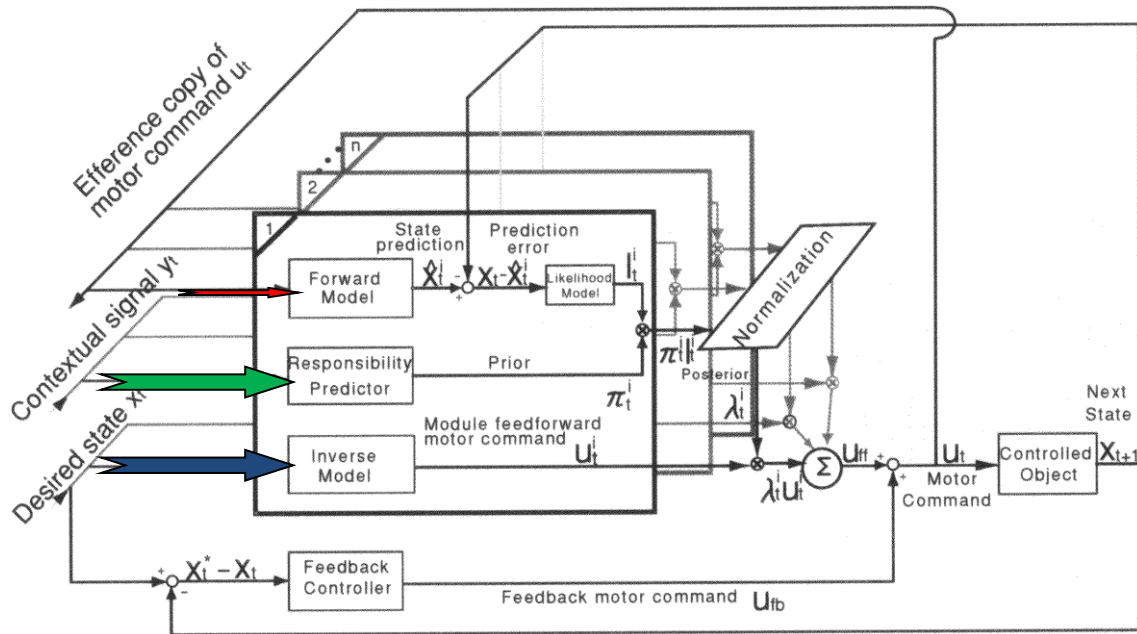 Efference copy of
motor command uₜ
Contextual signal yₜ
Desired state xₜ*
n
2
1
State
prediction
Prediction
error
Forward
Model
x̂ₜⁱ
xₜ-x̂ₜⁱ
Likelihood
Model
lₜⁱ
Normalization
Responsibility
Predictor
Prior
πₜⁱ
πₜⁱlₜⁱ
Posterior
λₜⁱ
Module feedforward
motor command
uₜⁱ
Inverse
Model
λₜⁱuₜⁱ
Σ
u_ff
uₜ
Motor
Command
Controlled
Object
Next
State
xₜ₊₁
xₜ* - xₜ
Feedback
Controller
Feedback motor command u_fb